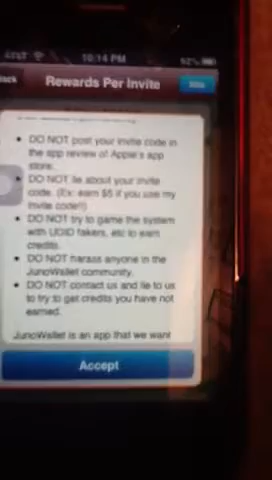 AT&T 10:14 PM 92%
Back Rewards Per Invite
• DO NOT post your invite code in
the app review of Apple's app
store.
• DO NOT lie about your invite
code. (Ex: earn $5 if you use my
invite code!!)
• DO NOT try to game the system
with UDID fakers, etc to earn
credits.
• DO NOT harass anyone in the
JunoWallet community.
• DO NOT contact us and lie to us
to try to get credits you have not
earned.
JunoWallet is an app that we want
Accept